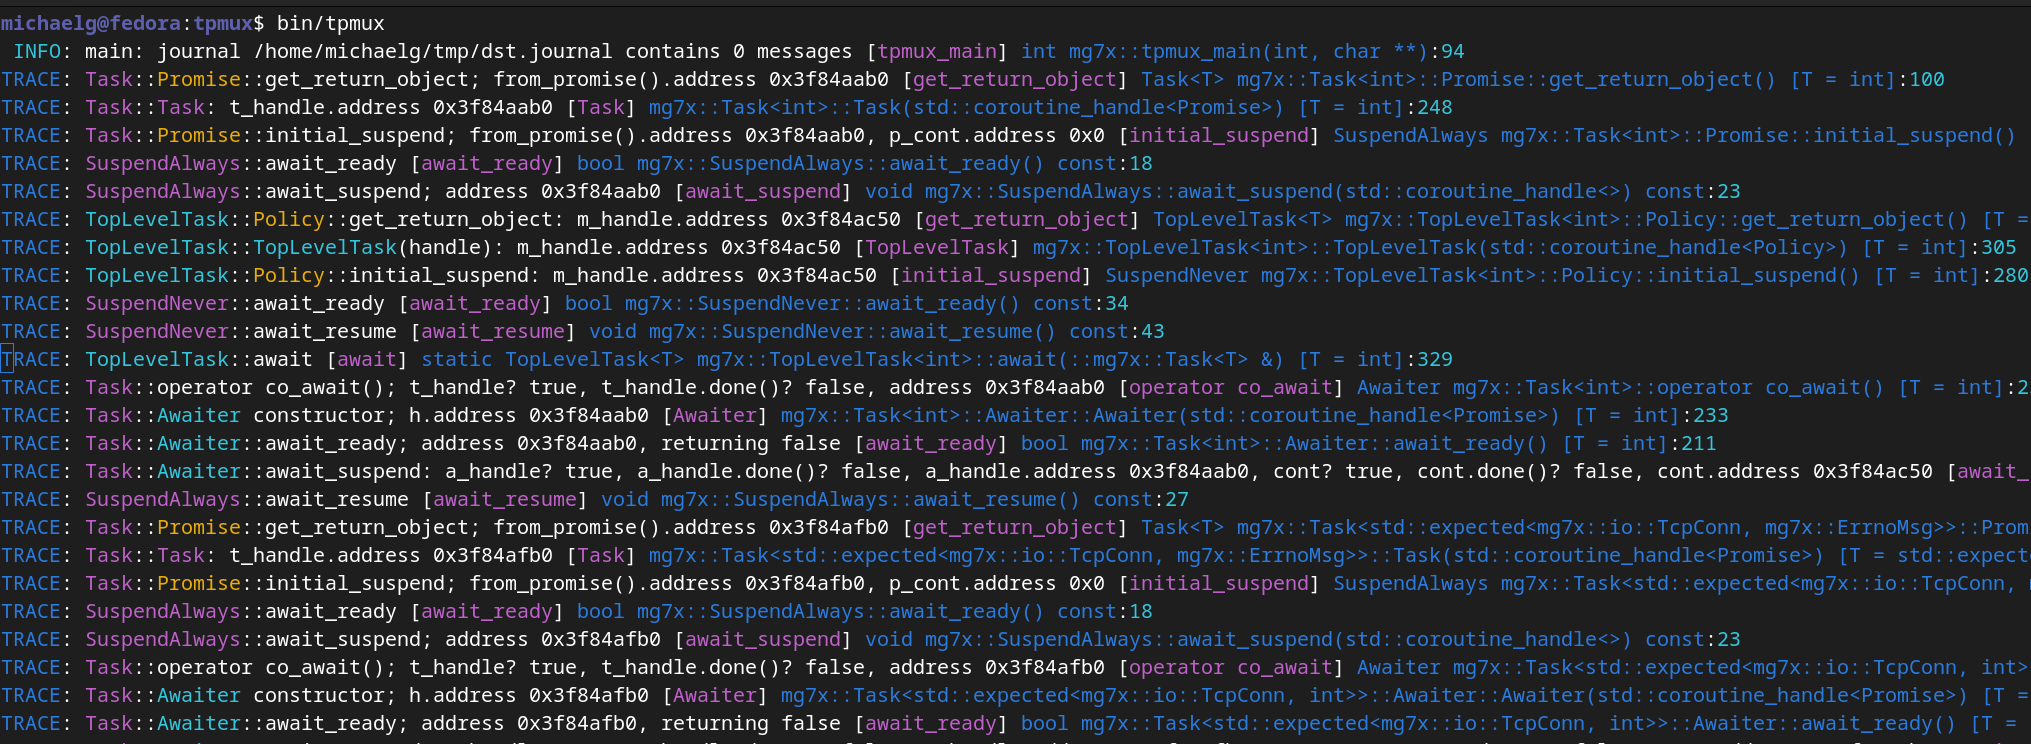 michaelg@fedora:tpmux$ bin/tpmux
 INFO: main: journal /home/michaelg/tmp/dst.journal contains 0 messages [tpmux_main] int mg7x::tpmux_main(int, char **):94
TRACE: Task::Promise::get_return_object; from_promise().address 0x3f84aab0 [get_return_object] Task<T> mg7x::Task<int>::Promise::get_return_object() [T = int]:100
TRACE: Task::Task: t_handle.address 0x3f84aab0 [Task] mg7x::Task<int>::Task(std::coroutine_handle<Promise>) [T = int]:248
TRACE: Task::Promise::initial_suspend; from_promise().address 0x3f84aab0, p_cont.address 0x0 [initial_suspend] SuspendAlways mg7x::Task<int>::Promise::initial_suspend()
TRACE: SuspendAlways::await_ready [await_ready] bool mg7x::SuspendAlways::await_ready() const:18
TRACE: SuspendAlways::await_suspend; address 0x3f84aab0 [await_suspend] void mg7x::SuspendAlways::await_suspend(std::coroutine_handle<>) const:23
TRACE: TopLevelTask::Policy::get_return_object: m_handle.address 0x3f84ac50 [get_return_object] TopLevelTask<T> mg7x::TopLevelTask<int>::Policy::get_return_object() [T =
TRACE: TopLevelTask::TopLevelTask(handle): m_handle.address 0x3f84ac50 [TopLevelTask] mg7x::TopLevelTask<int>::TopLevelTask(std::coroutine_handle<Policy>) [T = int]:305
TRACE: TopLevelTask::Policy::initial_suspend: m_handle.address 0x3f84ac50 [initial_suspend] SuspendNever mg7x::TopLevelTask<int>::Policy::initial_suspend() [T = int]:280
TRACE: SuspendNever::await_ready [await_ready] bool mg7x::SuspendNever::await_ready() const:34
TRACE: SuspendNever::await_resume [await_resume] void mg7x::SuspendNever::await_resume() const:43
TRACE: TopLevelTask::await [await] static TopLevelTask<T> mg7x::TopLevelTask<int>::await(::mg7x::Task<T> &) [T = int]:329
TRACE: Task::operator co_await(); t_handle? true, t_handle.done()? false, address 0x3f84aab0 [operator co_await] Awaiter mg7x::Task<int>::operator co_await() [T = int]:2
TRACE: Task::Awaiter constructor; h.address 0x3f84aab0 [Awaiter] mg7x::Task<int>::Awaiter::Awaiter(std::coroutine_handle<Promise>) [T = int]:233
TRACE: Task::Awaiter::await_ready; address 0x3f84aab0, returning false [await_ready] bool mg7x::Task<int>::Awaiter::await_ready() [T = int]:211
TRACE: Task::Awaiter::await_suspend: a_handle? true, a_handle.done()? false, a_handle.address 0x3f84aab0, cont? true, cont.done()? false, cont.address 0x3f84ac50 [await_
TRACE: SuspendAlways::await_resume [await_resume] void mg7x::SuspendAlways::await_resume() const:27
TRACE: Task::Promise::get_return_object; from_promise().address 0x3f84afb0 [get_return_object] Task<T> mg7x::Task<std::expected<mg7x::io::TcpConn, mg7x::ErrnoMsg>>::Prom
TRACE: Task::Task: t_handle.address 0x3f84afb0 [Task] mg7x::Task<std::expected<mg7x::io::TcpConn, mg7x::ErrnoMsg>>::Task(std::coroutine_handle<Promise>) [T = std::expect
TRACE: Task::Promise::initial_suspend; from_promise().address 0x3f84afb0, p_cont.address 0x0 [initial_suspend] SuspendAlways mg7x::Task<std::expected<mg7x::io::TcpConn,
TRACE: SuspendAlways::await_ready [await_ready] bool mg7x::SuspendAlways::await_ready() const:18
TRACE: SuspendAlways::await_suspend; address 0x3f84afb0 [await_suspend] void mg7x::SuspendAlways::await_suspend(std::coroutine_handle<>) const:23
TRACE: Task::operator co_await(); t_handle? true, t_handle.done()? false, address 0x3f84afb0 [operator co_await] Awaiter mg7x::Task<std::expected<mg7x::io::TcpConn, int>
TRACE: Task::Awaiter constructor; h.address 0x3f84afb0 [Awaiter] mg7x::Task<std::expected<mg7x::io::TcpConn, int>>::Awaiter::Awaiter(std::coroutine_handle<Promise>) [T =
TRACE: Task::Awaiter::await_ready; address 0x3f84afb0, returning false [await_ready] bool mg7x::Task<std::expected<mg7x::io::TcpConn, int>>::Awaiter::await_ready() [T =